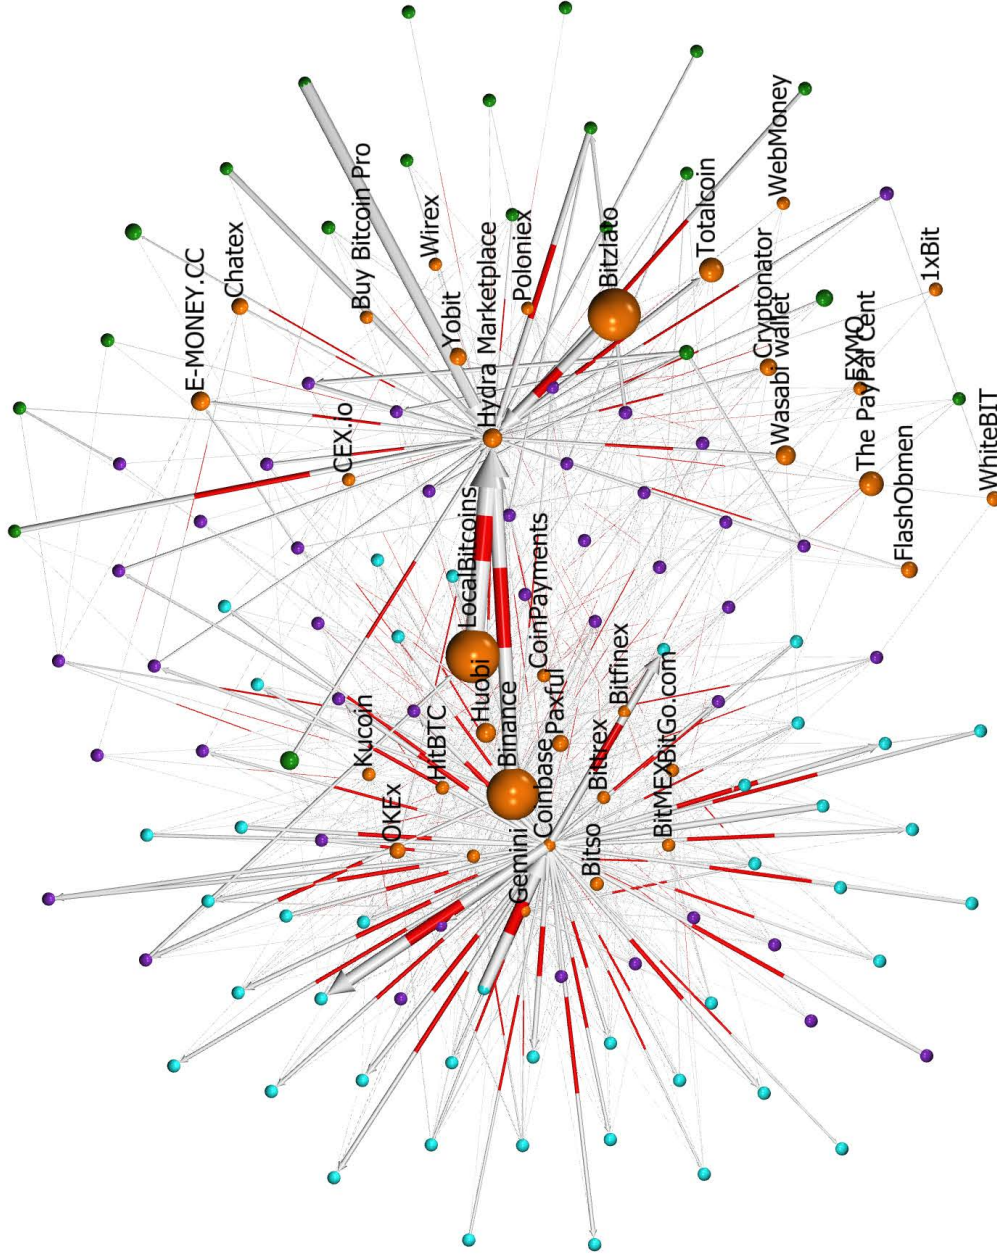 E-MONEY.CC
Chatex
CEX.io
Buy Bitcoin Pro
Kucoin
OKEx
Wirex
HitBTC
Yobit
LocalBitcoins
Huobi
Hydra Marketplace
Binance
Gemini
Poloniex
CoinPayments
Coinbase
Paxful
Bitso
Bittrex
Bitzlato
Bitfinex
BitMEX
BitGo.com
Totalcoin
Cryptonator
WebMoney
Wasabi wallet
EXMO
The PayPal Cent
FlashObmen
1xBit
WhiteBIT